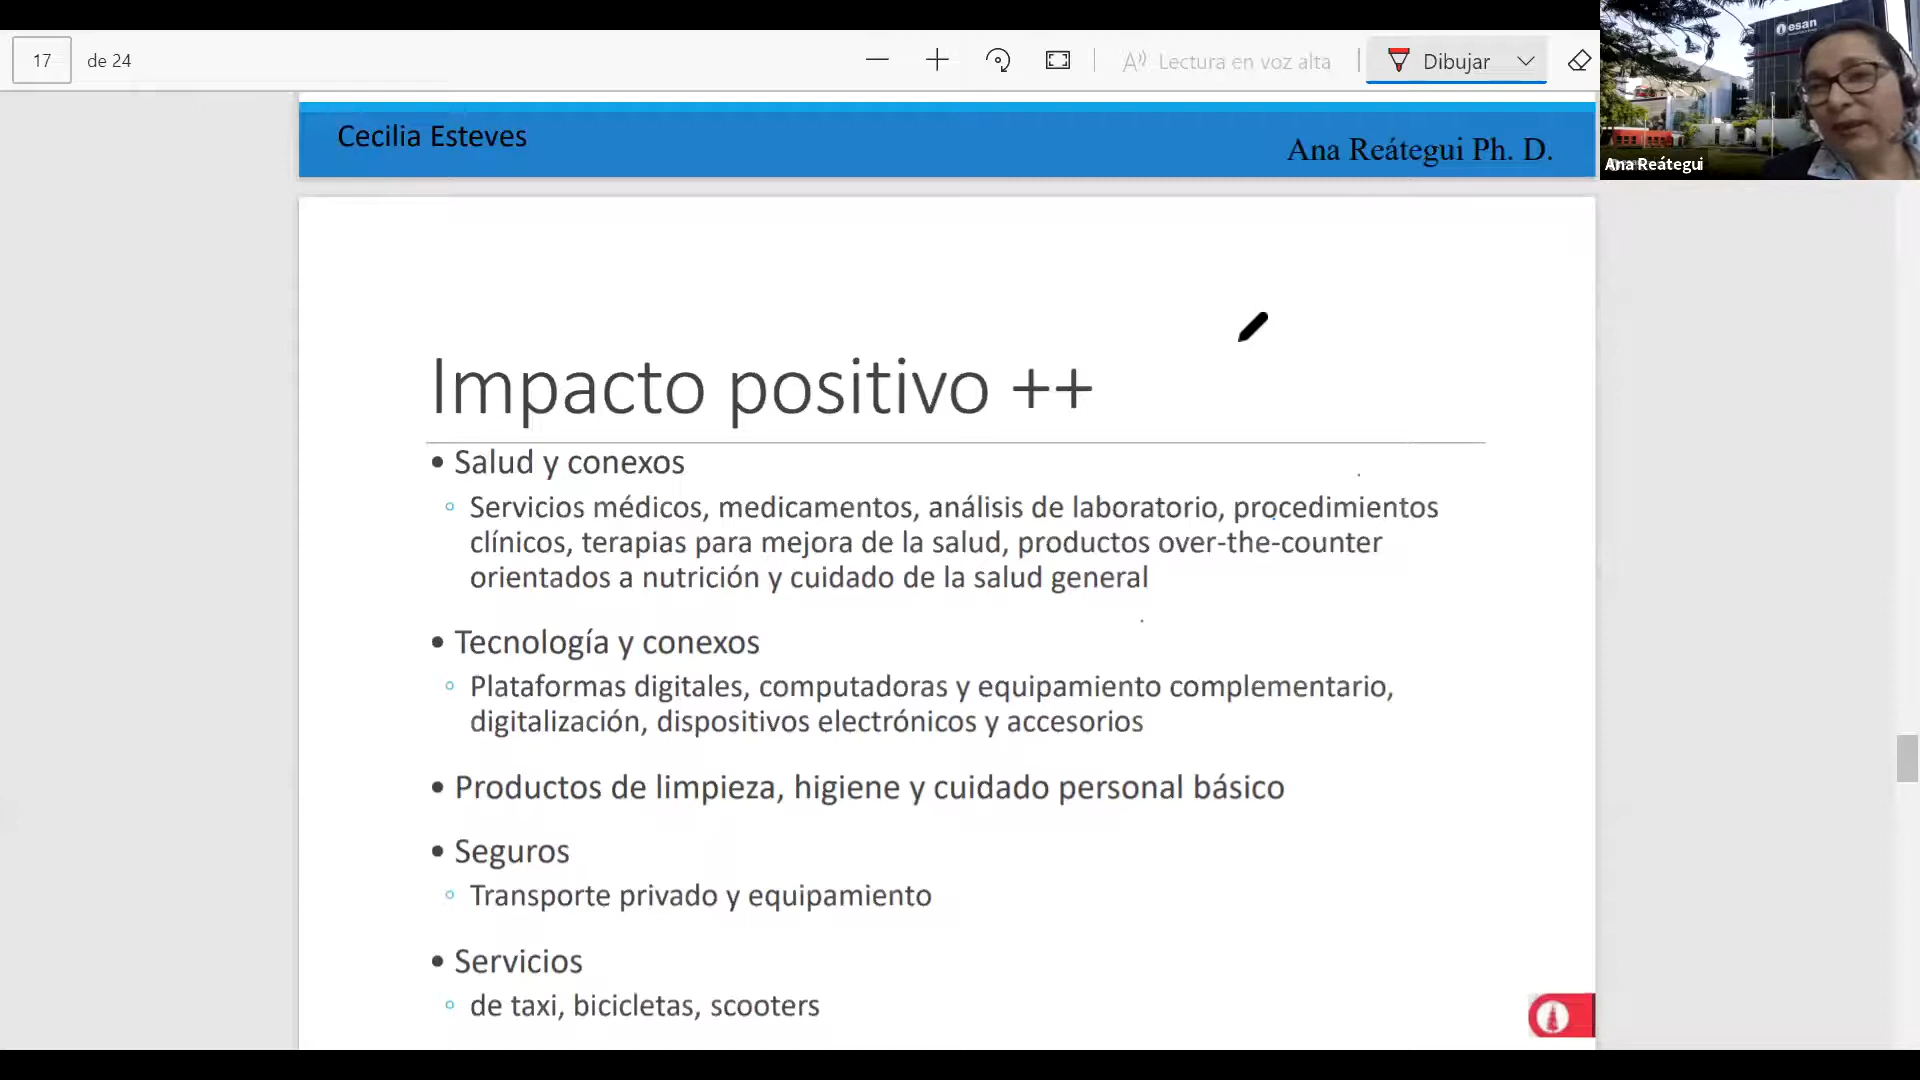 17 de 24
Lectura en voz alta
Dibujar
esan
Ana Reátegui
Cecilia Esteves
Ana Reátegui Ph. D.
Impacto positivo ++
• Salud y conexos
◦ Servicios médicos, medicamentos, análisis de laboratorio, procedimientos
clínicos, terapias para mejora de la salud, productos over-the-counter
orientados a nutrición y cuidado de la salud general
• Tecnología y conexos
◦ Plataformas digitales, computadoras y equipamiento complementario,
digitalización, dispositivos electrónicos y accesorios
• Productos de limpieza, higiene y cuidado personal básico
• Seguros
◦ Transporte privado y equipamiento
• Servicios
◦ de taxi, bicicletas, scooters